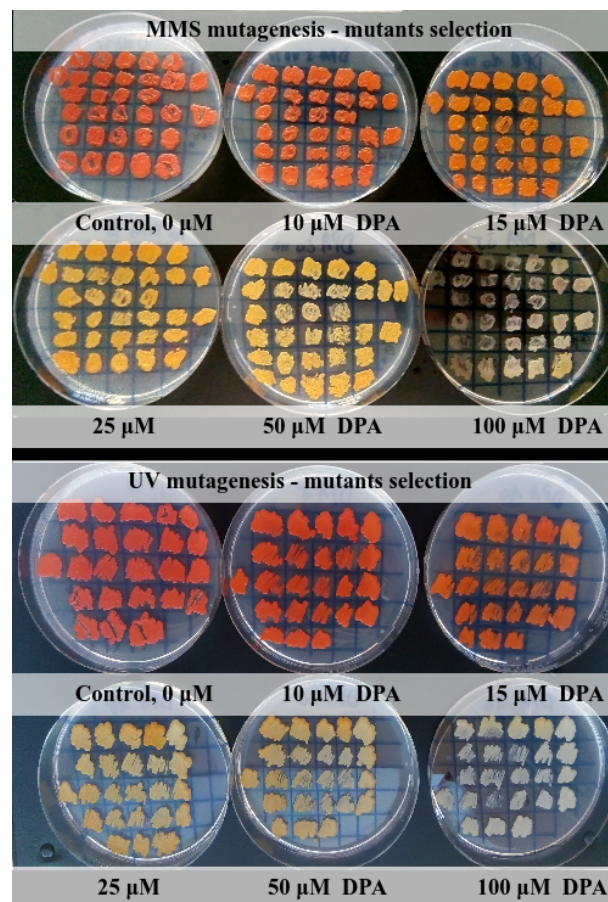 MMS mutagenesis - mutants selection
Control, 0 μM
10 μM DPA
15 μM DPA
25 μM
50 μM DPA
100 μM DPA
UV mutagenesis - mutants selection
Control, 0 μM
10 μM DPA
15 μM DPA
25 μM
50 μM DPA
100 μM DPA